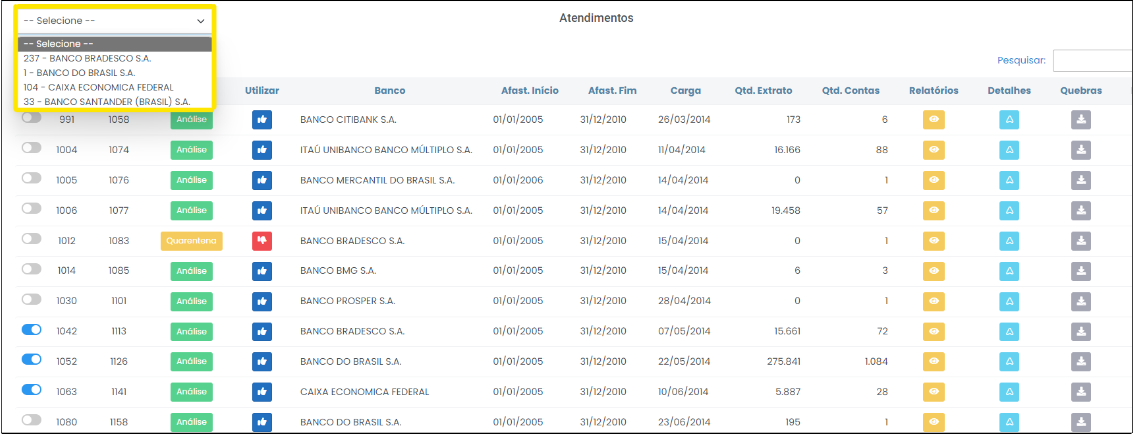 -- Selecione --
Atendimentos
-- Selecione --
237 - BANCO BRADESCO S.A.
1 - BANCO DO BRASIL S.A.
104 - CAIXA ECONOMICA FEDERAL
33 - BANCO SANTANDER (BRASIL) S.A.
Pesquisar:
Utilizar Banco Afast. Início Afast. Fim Carga Qtd. Extrato Qtd. Contas Relatórios Detalhes Quebras
991 1058 Análise BANCO CITIBANK S.A. 01/01/2005 31/12/2010 26/03/2014 173 6
1004 1074 Análise ITAÚ UNIBANCO BANCO MÚLTIPLO S.A. 01/01/2005 31/12/2010 11/04/2014 16.166 88
1005 1076 Análise BANCO MERCANTIL DO BRASIL S.A. 01/01/2006 31/12/2010 14/04/2014 0 1
1006 1077 Análise ITAÚ UNIBANCO BANCO MÚLTIPLO S.A. 01/01/2005 31/12/2010 14/04/2014 19.458 57
1012 1083 Quarentena BANCO BRADESCO S.A. 01/01/2005 31/12/2010 15/04/2014 0 1
1014 1085 Análise BANCO BMG S.A. 01/01/2005 31/12/2010 15/04/2014 6 3
1030 1101 Análise BANCO PROSPER S.A. 01/01/2005 31/12/2010 28/04/2014 0 1
1042 1113 Análise BANCO BRADESCO S.A. 01/01/2005 31/12/2010 07/05/2014 15.661 72
1052 1126 Análise BANCO DO BRASIL S.A. 01/01/2005 31/12/2010 22/05/2014 275.841 1.084
1063 1141 Análise CAIXA ECONOMICA FEDERAL 01/01/2005 31/12/2010 10/06/2014 5.887 28
1080 1158 Análise BANCO DO BRASIL S.A. 01/01/2005 31/12/2010 23/06/2014 195 1